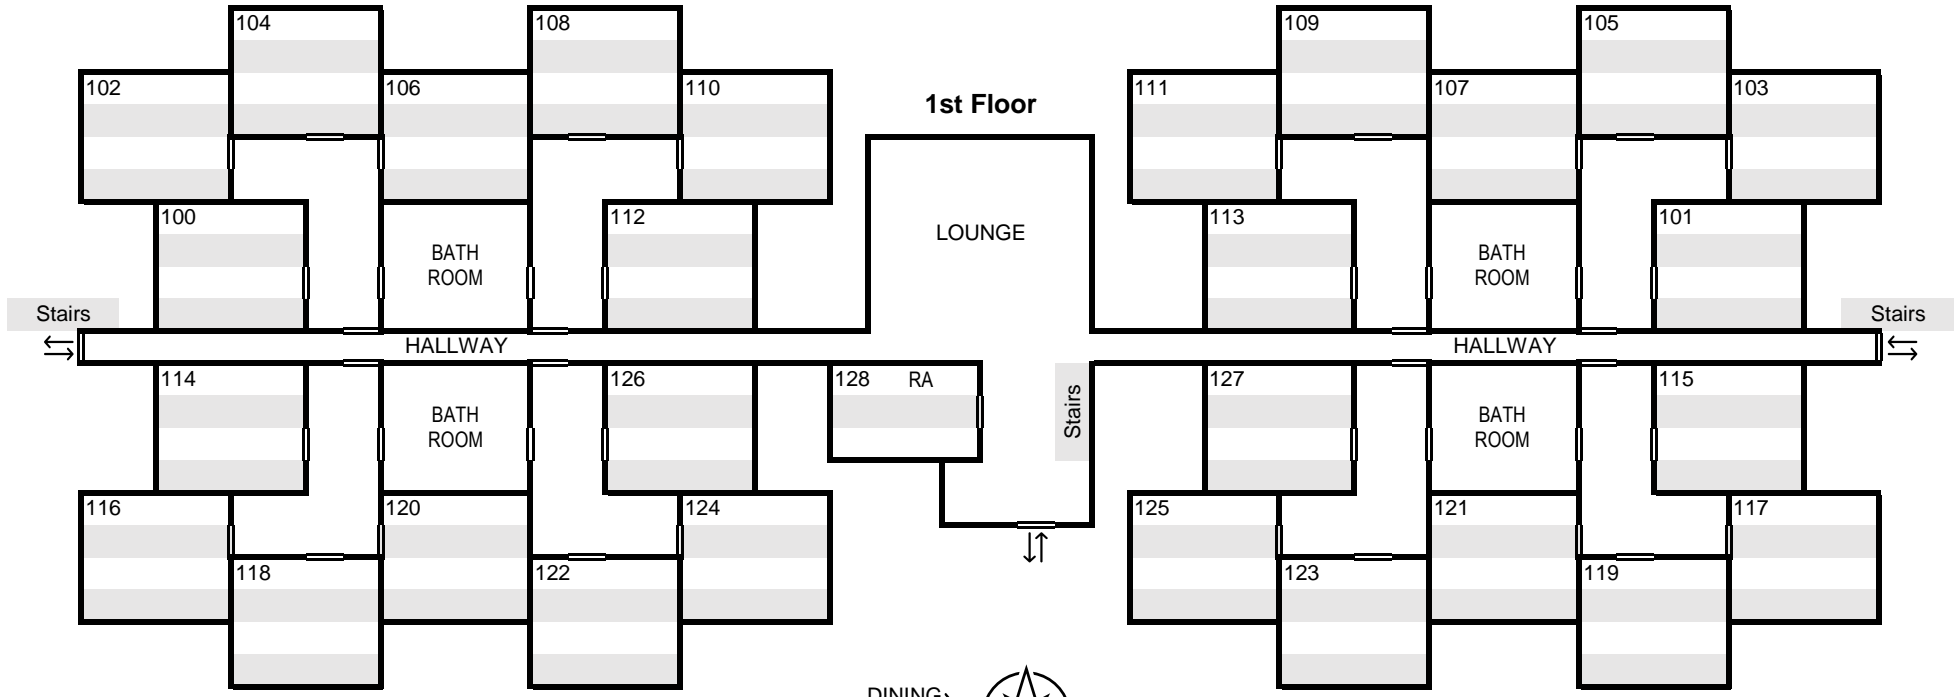 104
108
109
105
102
106
110
1st Floor
111
107
103
100
112
LOUNGE
113
101
BATH
ROOM
BATH
ROOM
Stairs
Stairs
HALLWAY
HALLWAY
114
126
128 RA
Stairs
127
115
BATH
ROOM
BATH
ROOM
116
120
124
125
121
117
118
122
123
119
DINING